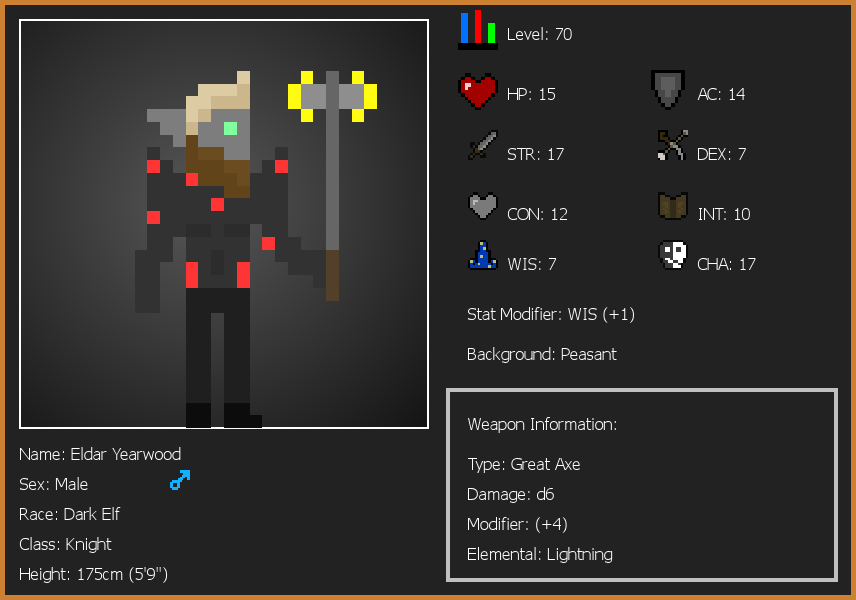 Level: 70
HP: 15
AC: 14
STR: 17
DEX: 7
CON: 12
INT: 10
WIS: 7
CHA: 17
Stat Modifier: WIS (+1)
Background: Peasant
Weapon Information:
Type: Great Axe
Damage: d6
Modifier: (+4)
Elemental: Lightning
Name: Eldar Yearwood
Sex: Male
Race: Dark Elf
Class: Knight
Height: 175cm (5'9")